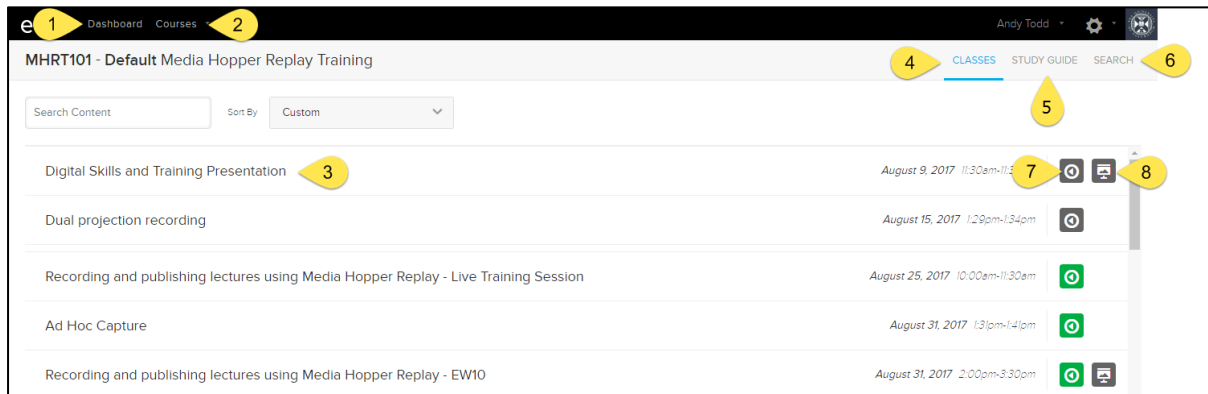 e 1 Dashboard Courses 2 Andy Todd
MHRT101 - Default Media Hopper Replay Training 4 CLASSES STUDY GUIDE SEARCH 6
5
Search Content Sort By Custom
Digital Skills and Training Presentation 3 August 9, 2017 11:30am-11:3 7 8
Dual projection recording August 15, 2017 1:29pm-1:34pm
Recording and publishing lectures using Media Hopper Replay - Live Training Session August 25, 2017 10:00am-11:30am
Ad Hoc Capture August 31, 2017 1:31pm-1:41pm
Recording and publishing lectures using Media Hopper Replay - EW10 August 31, 2017 2:00pm-3:30pm